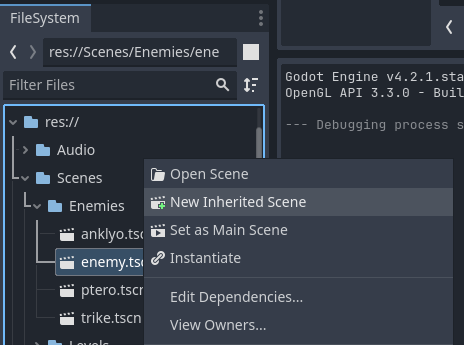 FileSystem
res://Scenes/Enemies/ene
Filter Files
Godot Engine v4.2.1.sta
OpenGL API 3.3.0 - Buil
--- Debugging process s
res://
Audio
Scenes
Enemies
anklyo.tsc
enemy.tsc
ptero.tscn
trike.tscn
Levels
Open Scene
New Inherited Scene
Set as Main Scene
Instantiate
Edit Dependencies...
View Owners...